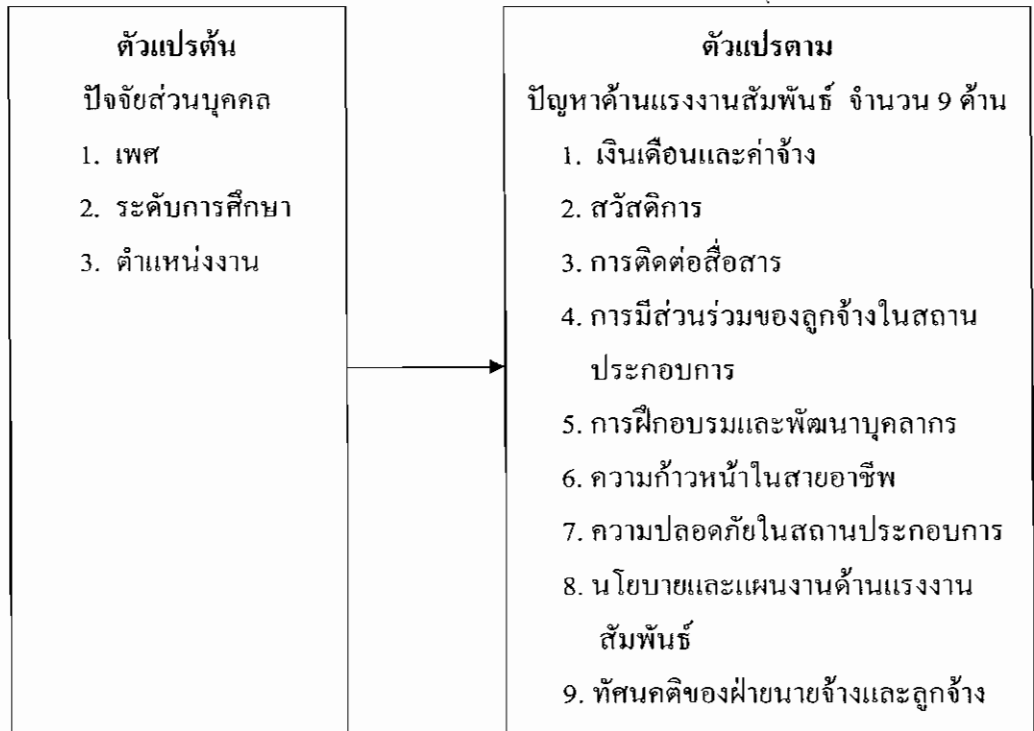 ตัวแปรต้น
ปัจจัยส่วนบุคคล
1. เพศ
2. ระดับการศึกษา
3. ตำแหน่งงาน
ตัวแปรตาม
ปัญหาด้านแรงงานสัมพันธ์ จำนวน 9 ด้าน
1. เงินเดือนและค่าจ้าง
2. สวัสดิการ
3. การติดต่อสื่อสาร
4. การมีส่วนร่วมของลูกจ้างในสถาน
ประกอบการ
5. การฝึกอบรมและพัฒนาบุคลากร
6. ความก้าวหน้าในสายอาชีพ
7. ความปลอดภัยในสถานประกอบการ
8. นโยบายและแผนงานด้านแรงงาน
สัมพันธ์
9. ทัศนคติของฝ่ายนายจ้างและลูกจ้าง